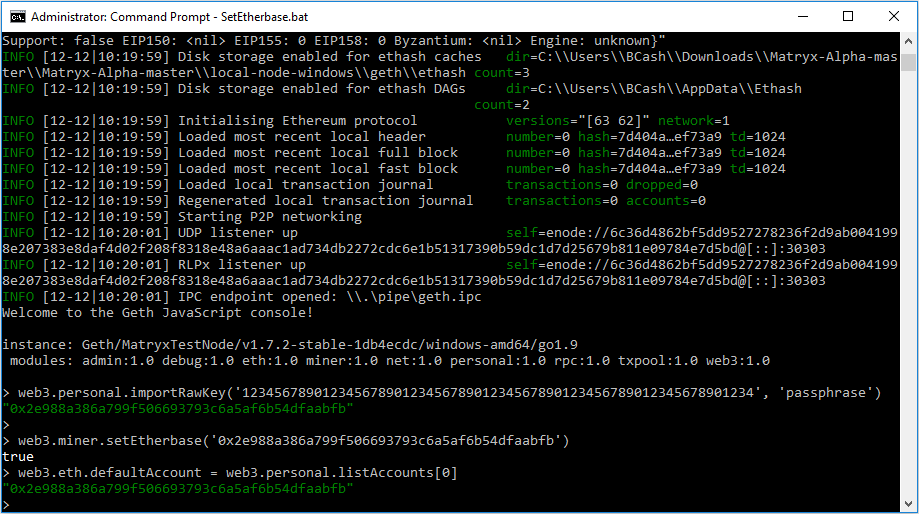 Administrator: Command Prompt - SetEtherbase.bat
Support: false EIP150: <nil> EIP155: 0 EIP158: 0 Byzantium: <nil> Engine: unknown}"
INFO [12-12|10:19:59] Disk storage enabled for ethash caches dir=C:\\Users\\BCash\\Downloads\\Matryx-Alpha-mas
ter\\Matryx-Alpha-master\\local-node-windows\\geth\\ethash count=3
INFO [12-12|10:19:59] Disk storage enabled for ethash DAGs dir=C:\\Users\\BCash\\AppData\\Ethash
count=2
INFO [12-12|10:19:59] Initialising Ethereum protocol versions="[63 62]" network=1
INFO [12-12|10:19:59] Loaded most recent local header number=0 hash=7d404a…ef73a9 td=1024
INFO [12-12|10:19:59] Loaded most recent local full block number=0 hash=7d404a…ef73a9 td=1024
INFO [12-12|10:19:59] Loaded most recent local fast block number=0 hash=7d404a…ef73a9 td=1024
INFO [12-12|10:19:59] Loaded local transaction journal transactions=0 dropped=0
INFO [12-12|10:19:59] Regenerated local transaction journal transactions=0 accounts=0
INFO [12-12|10:19:59] Starting P2P networking
INFO [12-12|10:20:01] UDP listener up self=enode://6c36d4862bf5dd9527278236f2d9ab004199
8e207383e8daf4d02f208f8318e48a6aaac1ad734db2272cdc6e1b51317390b59dc1d7d25679b811e09784e7d5bd@[::]:30303
INFO [12-12|10:20:01] RLPx listener up self=enode://6c36d4862bf5dd9527278236f2d9ab004199
8e207383e8daf4d02f208f8318e48a6aaac1ad734db2272cdc6e1b51317390b59dc1d7d25679b811e09784e7d5bd@[::]:30303
INFO [12-12|10:20:01] IPC endpoint opened: \\.\pipe\geth.ipc
Welcome to the Geth JavaScript console!
instance: Geth/MatryxTestNode/v1.7.2-stable-1db4ecdc/windows-amd64/go1.9
modules: admin:1.0 debug:1.0 eth:1.0 miner:1.0 net:1.0 personal:1.0 rpc:1.0 txpool:1.0 web3:1.0
> web3.personal.importRawKey('1234567890123456789012345678901234567890123456789012345678901234', 'passphrase')
"0x2e988a386a799f506693793c6a5af6b54dfaabfb"
>
> web3.miner.setEtherbase('0x2e988a386a799f506693793c6a5af6b54dfaabfb')
true
> web3.eth.defaultAccount = web3.personal.listAccounts[0]
"0x2e988a386a799f506693793c6a5af6b54dfaabfb"
>